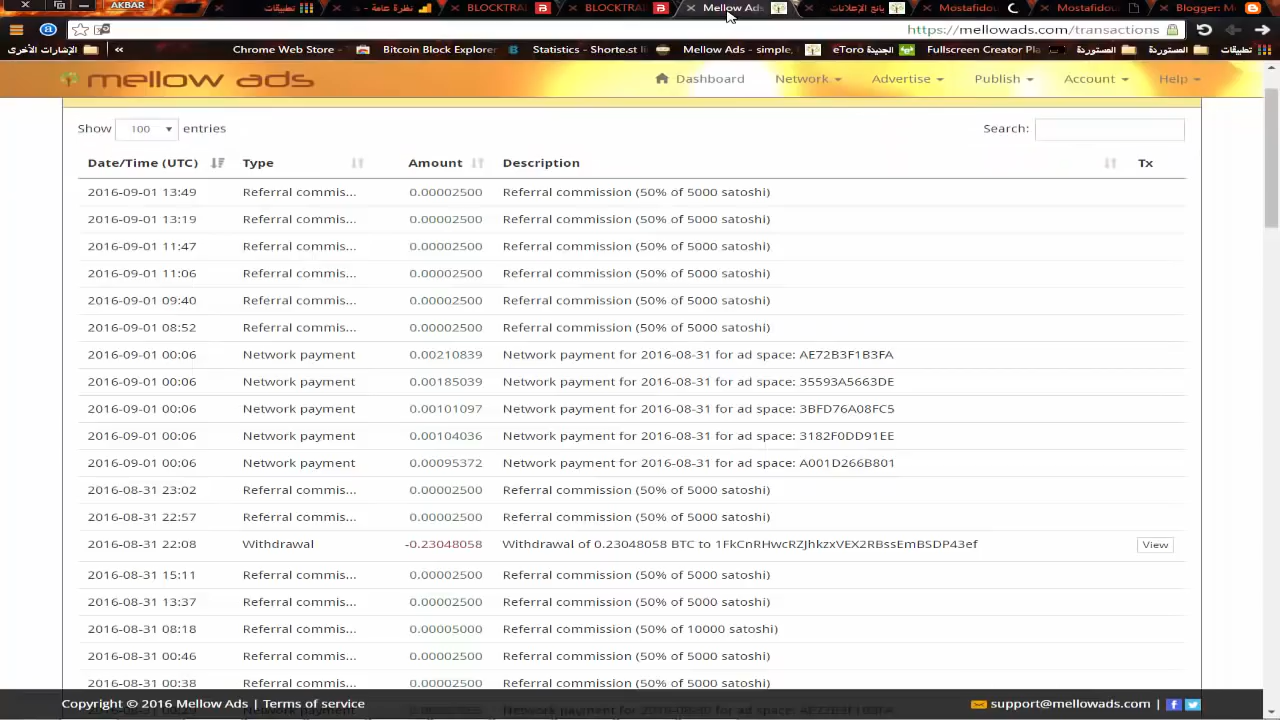 AKBAR
تطبيقات
نظرة عامة - s
BLOCKTRAI
BLOCKTRAI
Mellow Ads
بائع الإعلانات
Mostafidou
Mostafidou
Blogger: Me
https://mellowads.com/transactions
الإشارات الأخرى
Chrome Web Store -
Bitcoin Block Explorer
Statistics - Shorte.st l
Mellow Ads - simple,
eToro الجديدة
Fullscreen Creator Pla
المستوردة
المستوردة
تطبيقات
mellow ads
Dashboard
Network
Advertise
Publish
Account
Help
Show 100 entries
Search:
Date/Time (UTC) Type Amount Description Tx
2016-09-01 13:49 Referral commis... 0.00002500 Referral commission (50% of 5000 satoshi)
2016-09-01 13:19 Referral commis... 0.00002500 Referral commission (50% of 5000 satoshi)
2016-09-01 11:47 Referral commis... 0.00002500 Referral commission (50% of 5000 satoshi)
2016-09-01 11:06 Referral commis... 0.00002500 Referral commission (50% of 5000 satoshi)
2016-09-01 09:40 Referral commis... 0.00002500 Referral commission (50% of 5000 satoshi)
2016-09-01 08:52 Referral commis... 0.00002500 Referral commission (50% of 5000 satoshi)
2016-09-01 00:06 Network payment 0.00210839 Network payment for 2016-08-31 for ad space: AE72B3F1B3FA
2016-09-01 00:06 Network payment 0.00185039 Network payment for 2016-08-31 for ad space: 35593A5663DE
2016-09-01 00:06 Network payment 0.00101097 Network payment for 2016-08-31 for ad space: 3BFD76A08FC5
2016-09-01 00:06 Network payment 0.00104036 Network payment for 2016-08-31 for ad space: 3182F0DD91EE
2016-09-01 00:06 Network payment 0.00095372 Network payment for 2016-08-31 for ad space: A001D266B801
2016-08-31 23:02 Referral commis... 0.00002500 Referral commission (50% of 5000 satoshi)
2016-08-31 22:57 Referral commis... 0.00002500 Referral commission (50% of 5000 satoshi)
2016-08-31 22:08 Withdrawal -0.23048058 Withdrawal of 0.23048058 BTC to 1FkCnRHwcRZJhkzxVEX2RBssEmBSDP43ef View
2016-08-31 15:11 Referral commis... 0.00002500 Referral commission (50% of 5000 satoshi)
2016-08-31 13:37 Referral commis... 0.00002500 Referral commission (50% of 5000 satoshi)
2016-08-31 08:18 Referral commis... 0.00005000 Referral commission (50% of 10000 satoshi)
2016-08-31 00:46 Referral commis... 0.00002500 Referral commission (50% of 5000 satoshi)
2016-08-31 00:38 Referral commis... 0.00002500 Referral commission (50% of 5000 satoshi)
Copyright © 2016 Mellow Ads | Terms of service
support@mellowads.com